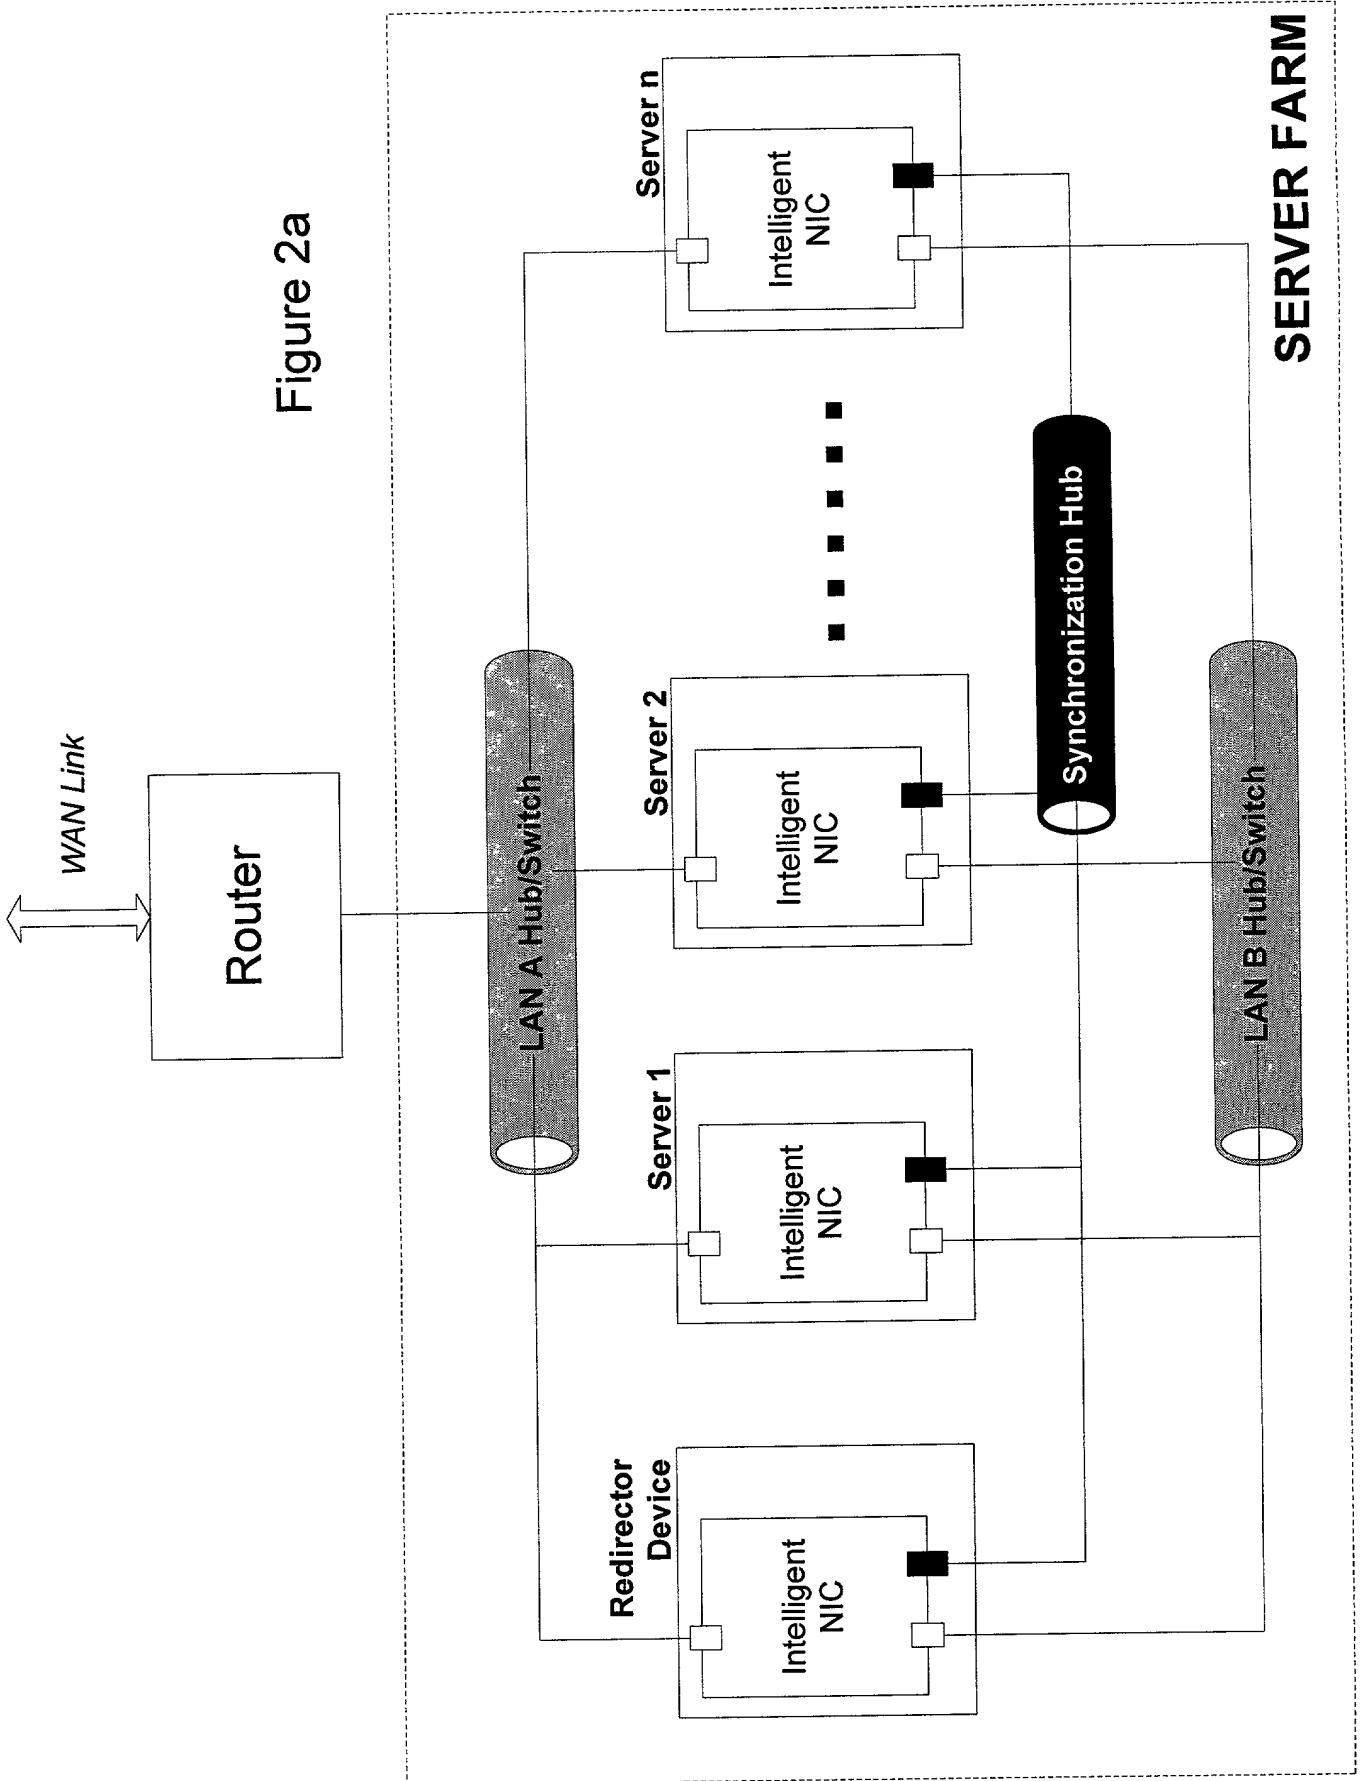 Figure 2a
WAN Link
Router
SERVER FARM
LAN A Hub/Switch
Redirector
Device
Intelligent
NIC
Server 1
Intelligent
NIC
Server 2
Intelligent
NIC
Server n
Intelligent
NIC
Synchronization Hub
LAN B Hub/Switch